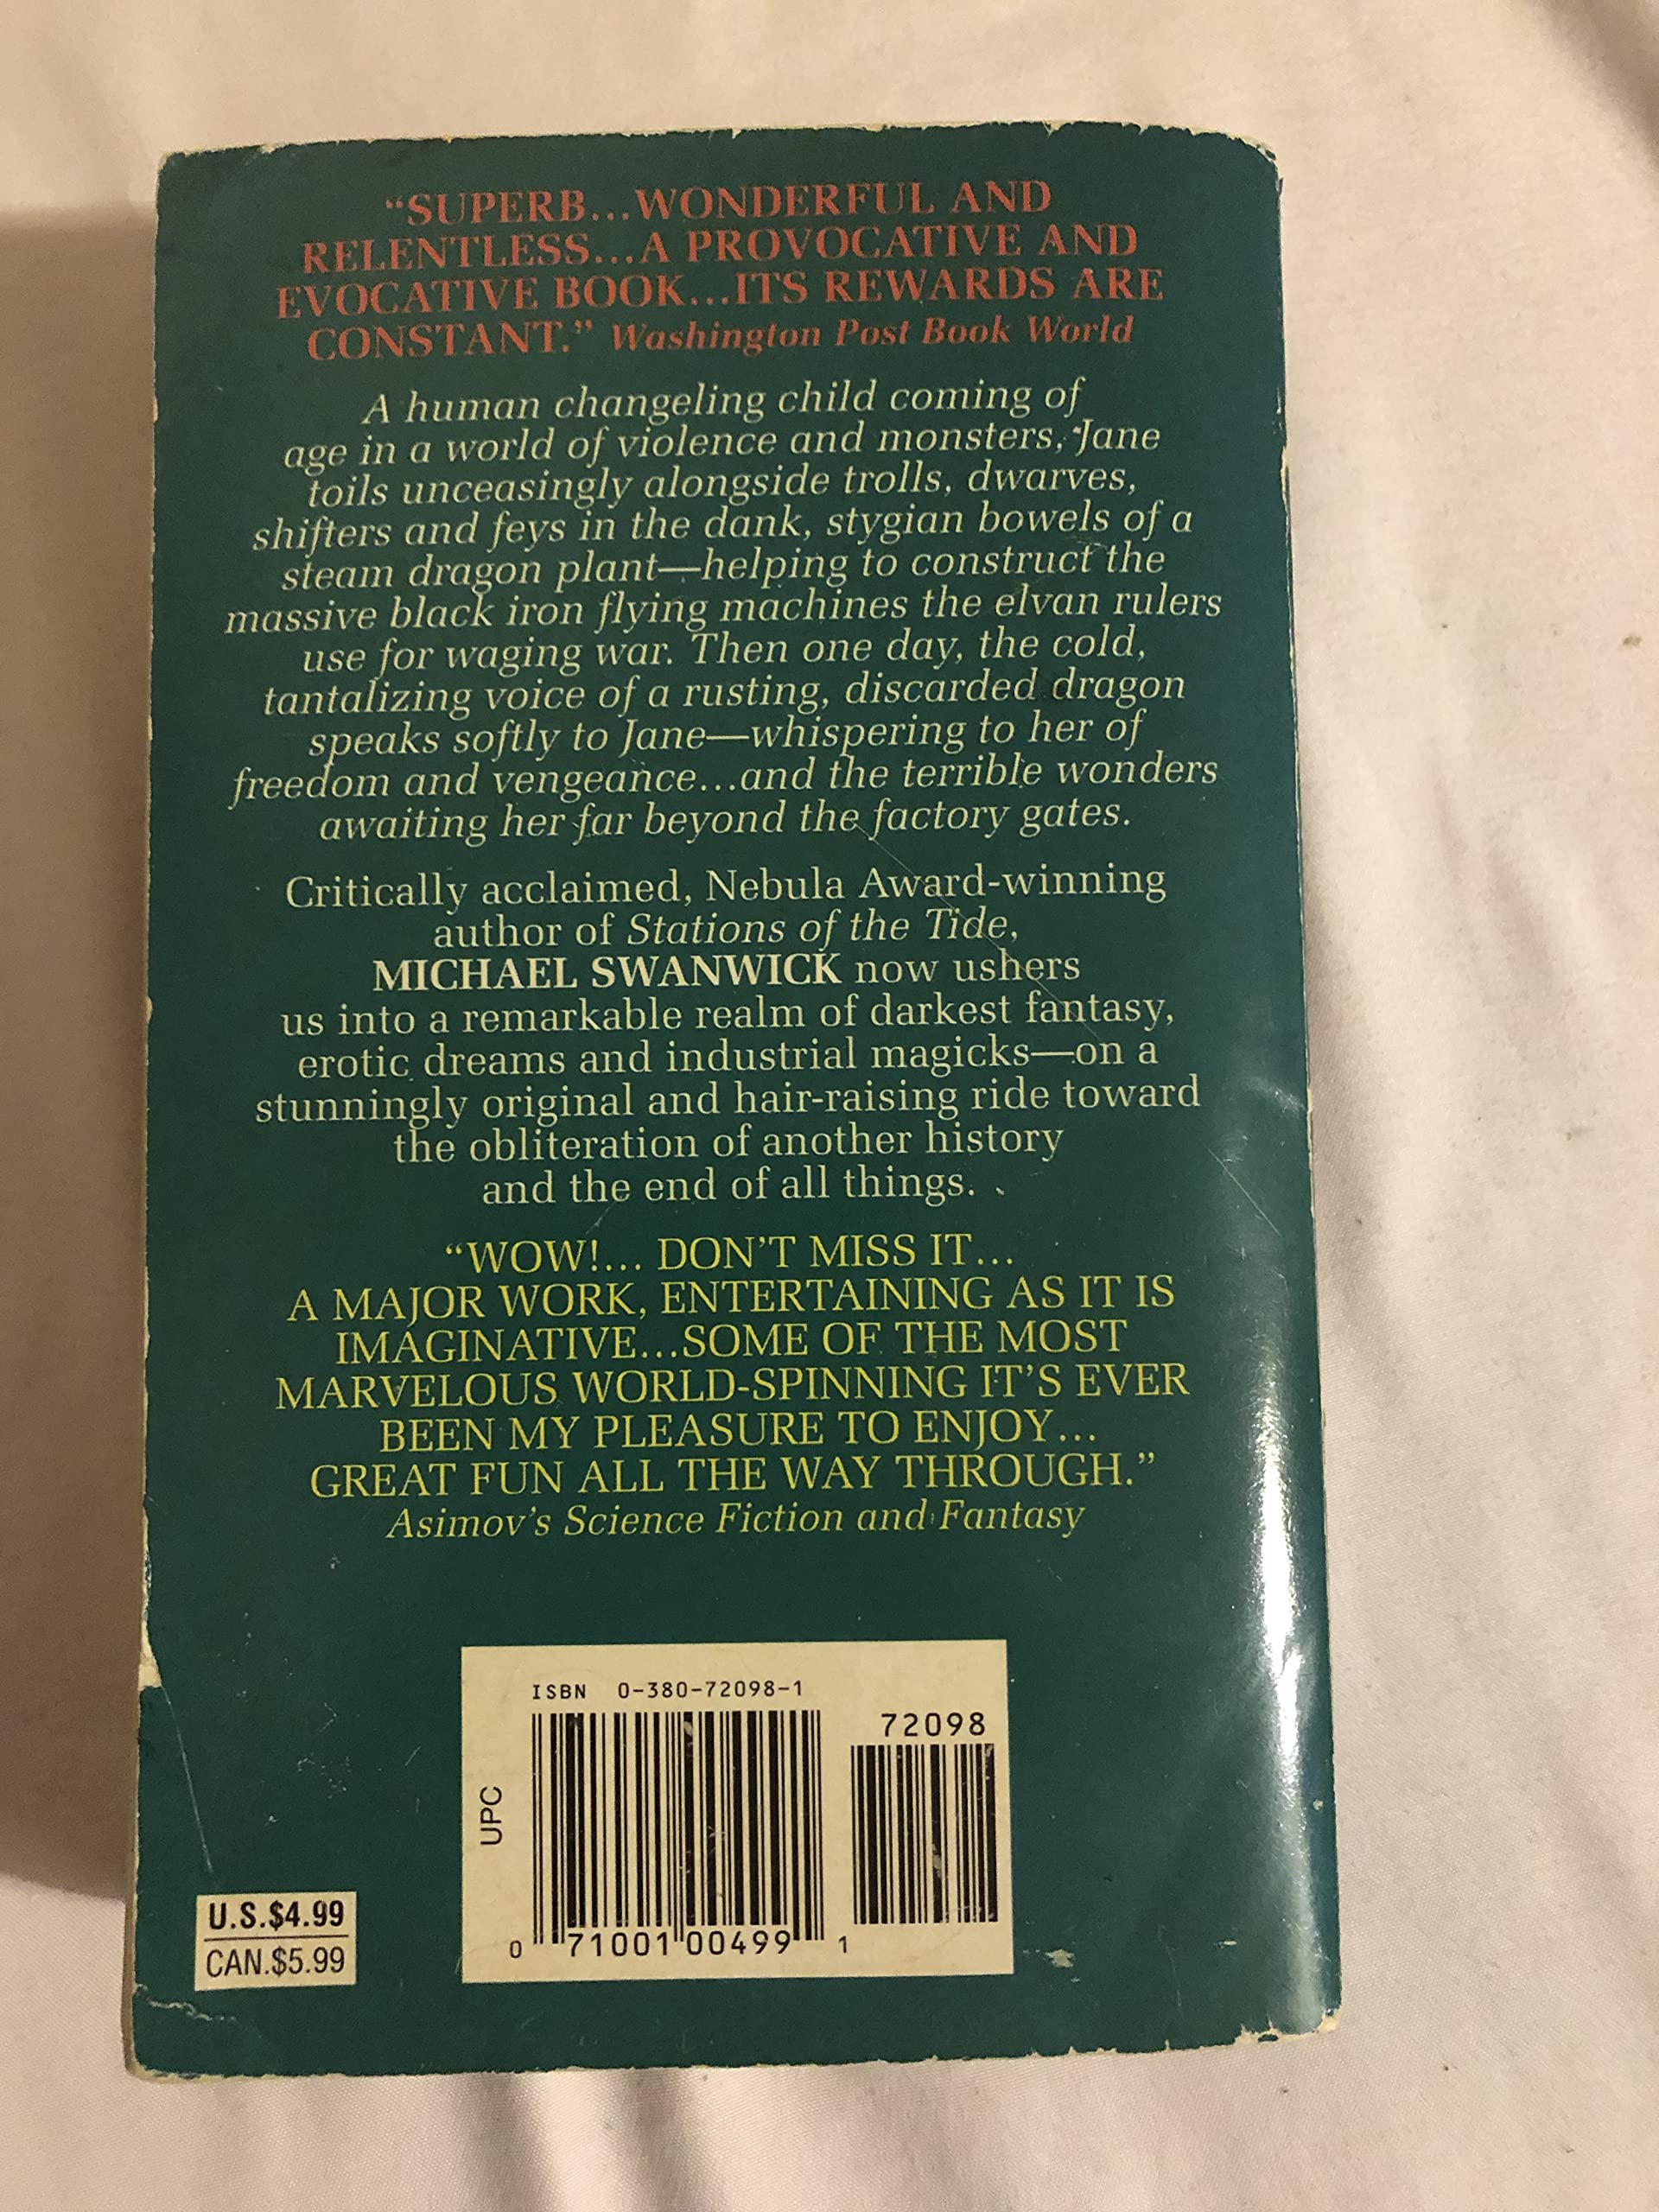 “SUPERB...WONDERFUL AND
RELENTLESS...A PROVOCATIVE AND
EVOCATIVE BOOK...ITS REWARDS ARE
CONSTANT.” Washington Post Book World
A human changeling child coming of
age in a world of violence and monsters, Jane
toils unceasingly alongside trolls, dwarves,
shifters and feys in the dank, stygian bowels of a
steam dragon plant—helping to construct the
massive black iron flying machines the elvan rulers
use for waging war. Then one day, the cold,
tantalizing voice of a rusting, discarded dragon
speaks softly to Jane—whispering to her of
freedom and vengeance...and the terrible wonders
awaiting her far beyond the factory gates.
Critically acclaimed, Nebula Award-winning
author of Stations of the Tide,
MICHAEL SWANWICK now ushers
us into a remarkable realm of darkest fantasy,
erotic dreams and industrial magicks—on a
stunningly original and hair-raising ride toward
the obliteration of another history
and the end of all things.
“WOW!... DON’T MISS IT...
A MAJOR WORK, ENTERTAINING AS IT IS
IMAGINATIVE...SOME OF THE MOST
MARVELOUS WORLD-SPINNING IT’S EVER
BEEN MY PLEASURE TO ENJOY...
GREAT FUN ALL THE WAY THROUGH.”
Asimov’s Science Fiction and Fantasy
ISBN 0-380-72098-1
72098
UPC
0 71001 00499 1
U.S.$4.99
CAN.$5.99